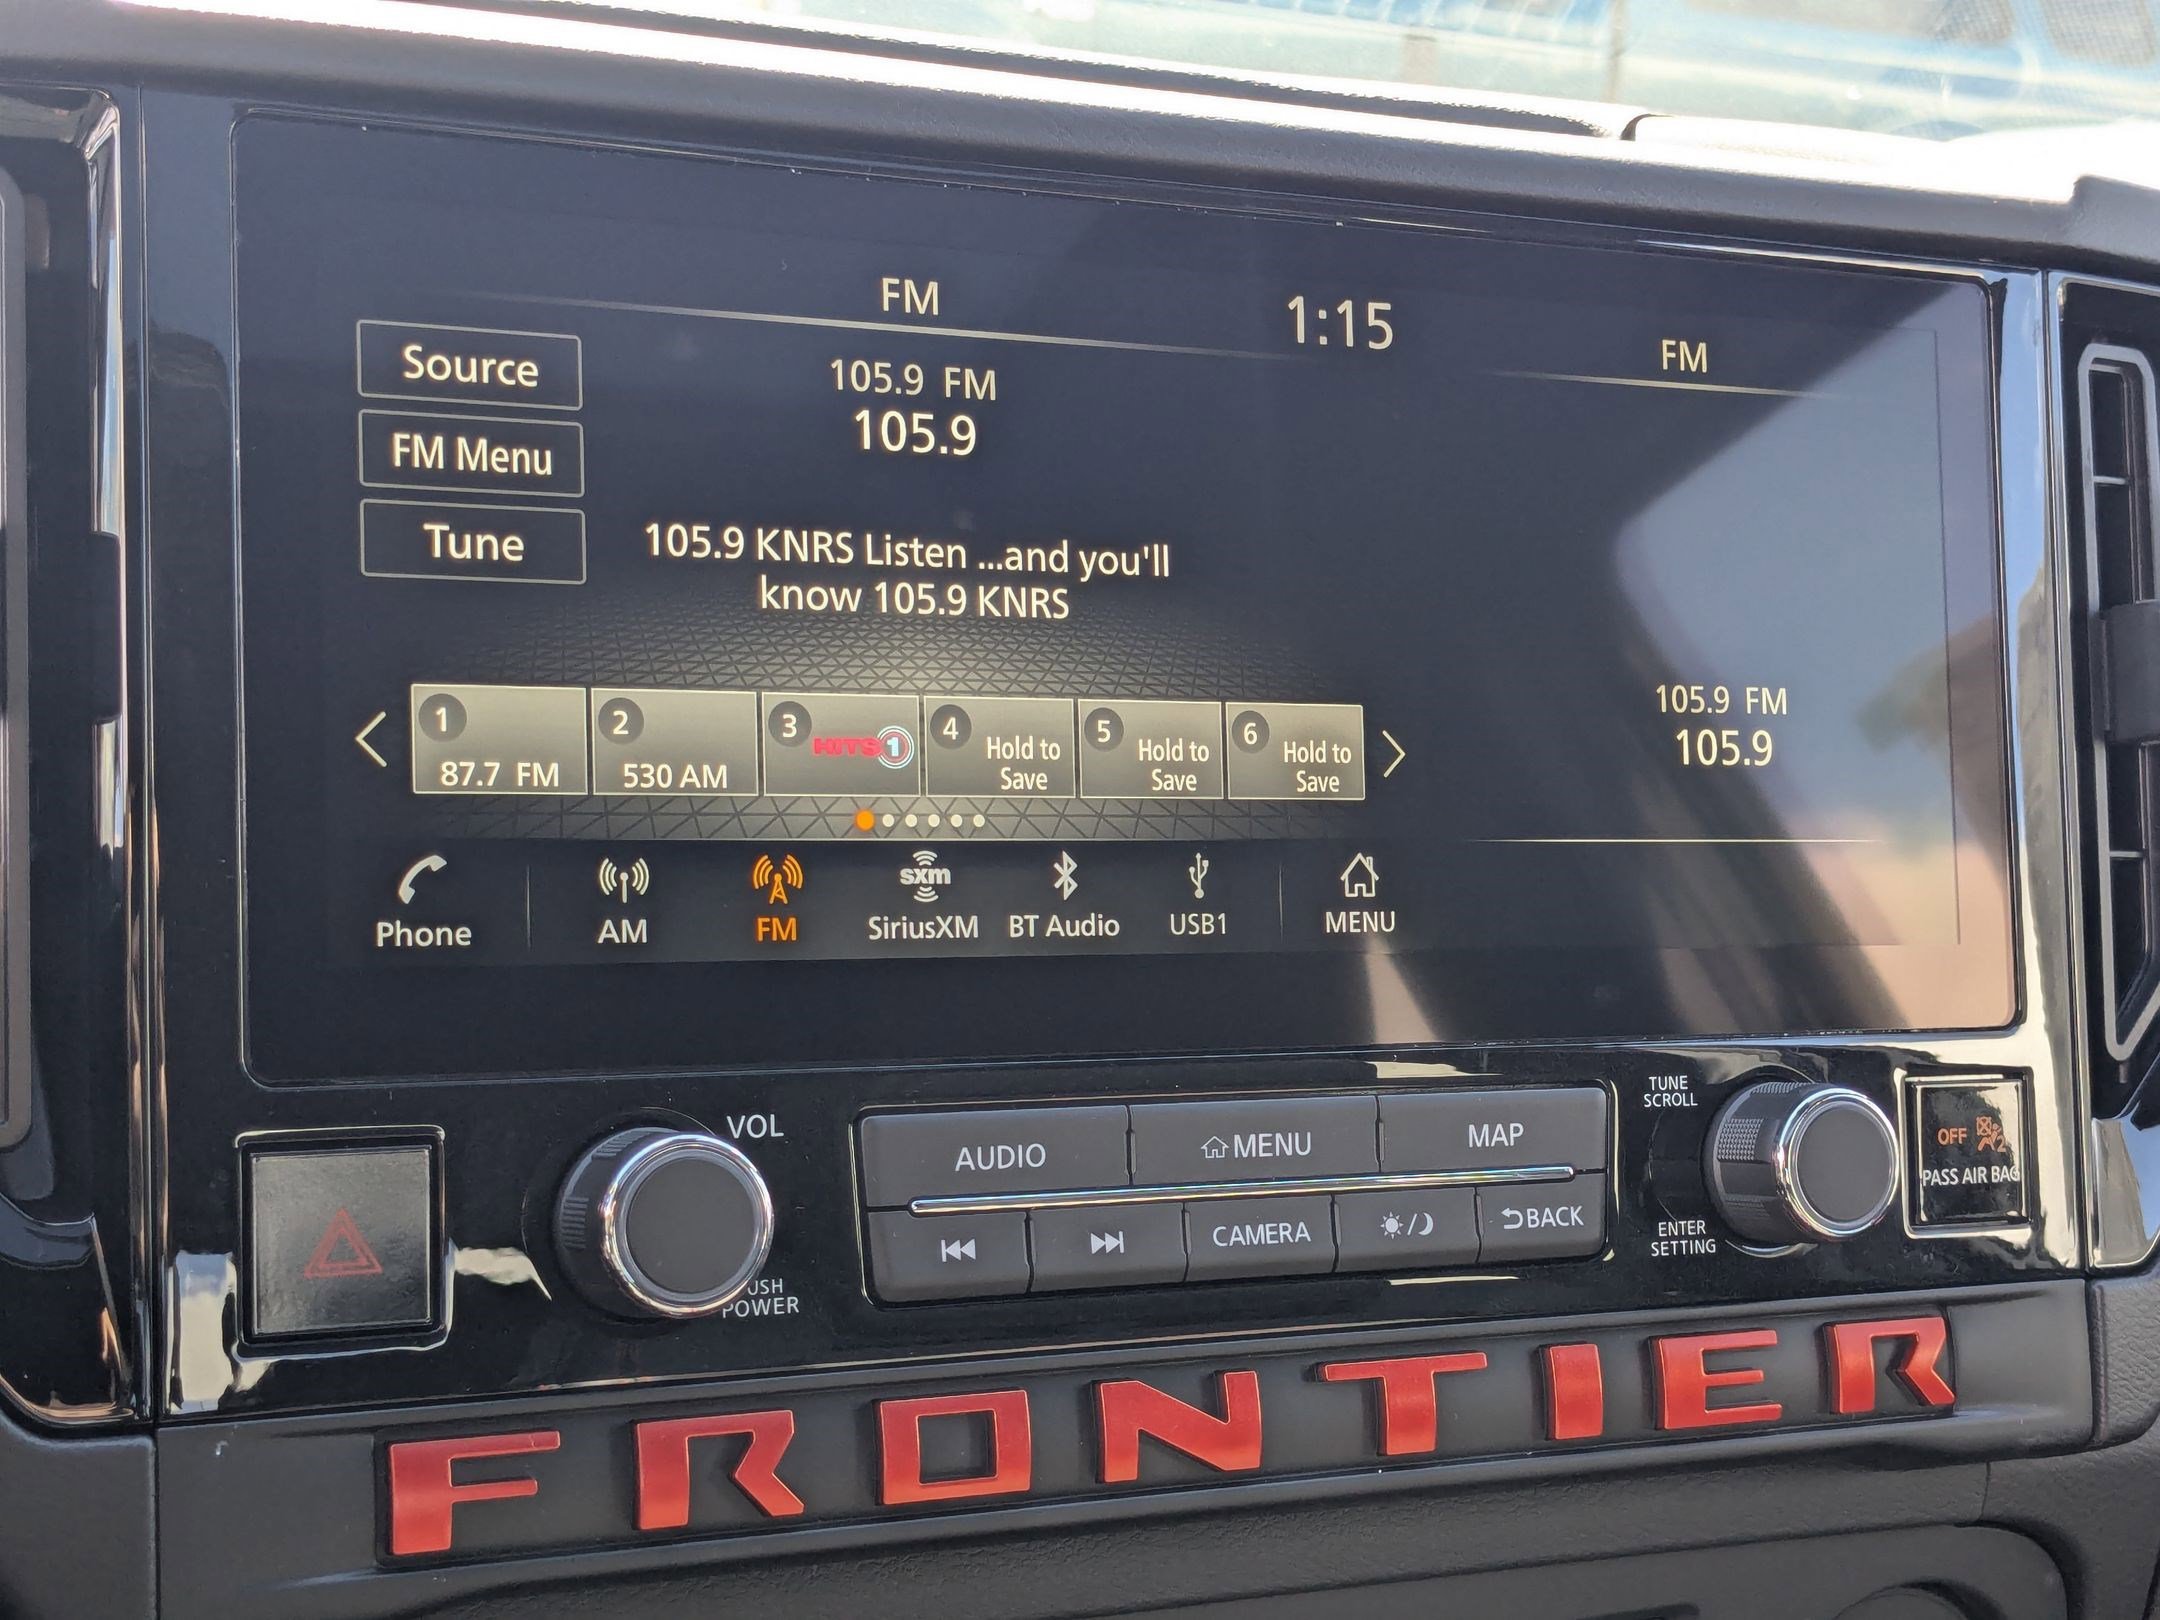 FM
1:15
FM
Source
FM Menu
Tune
105.9 FM
105.9
105.9 KNRS Listen ...and you'll
know 105.9 KNRS
105.9 FM
105.9
1
87.7 FM
2
530 AM
3
HITS 1
4
Hold to
Save
5
Hold to
Save
6
Hold to
Save
Phone
AM
FM
sxm
SiriusXM
BT Audio
USB1
MENU
VOL
PUSH
POWER
AUDIO
MENU
MAP
CAMERA
BACK
TUNE
SCROLL
ENTER
SETTING
OFF
2
PASS AIR BAG
FRONTIER